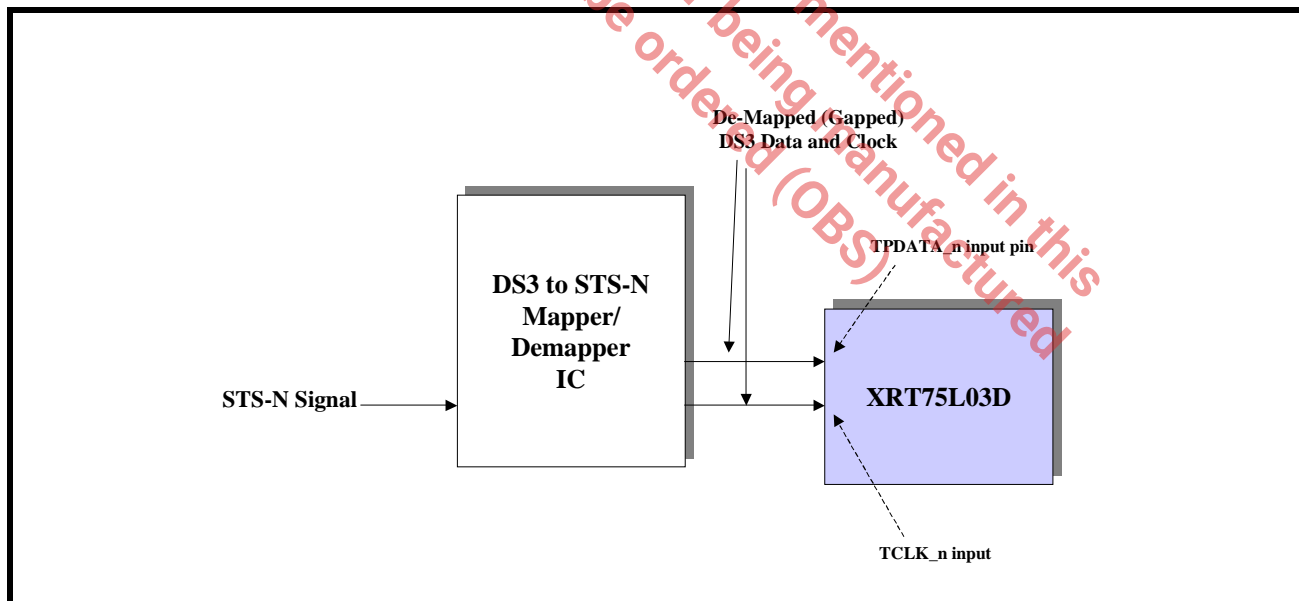 mentioned in this
being manufactured
be ordered (OBS)
De-Mapped (Gapped)
DS3 Data and Clock
TPDATA_n input pin
DS3 to STS-N
Mapper/
Demapper
IC
STS-N Signal
XRT75L03D
TCLK_n input